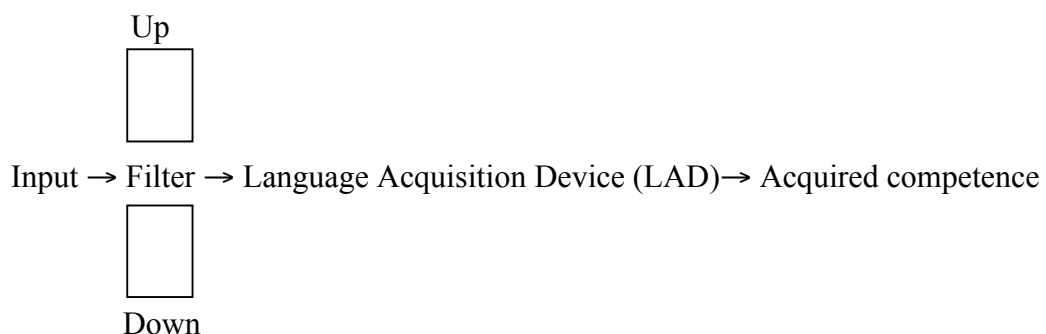 Up
Input → Filter → Language Acquisition Device (LAD)→ Acquired competence
Down